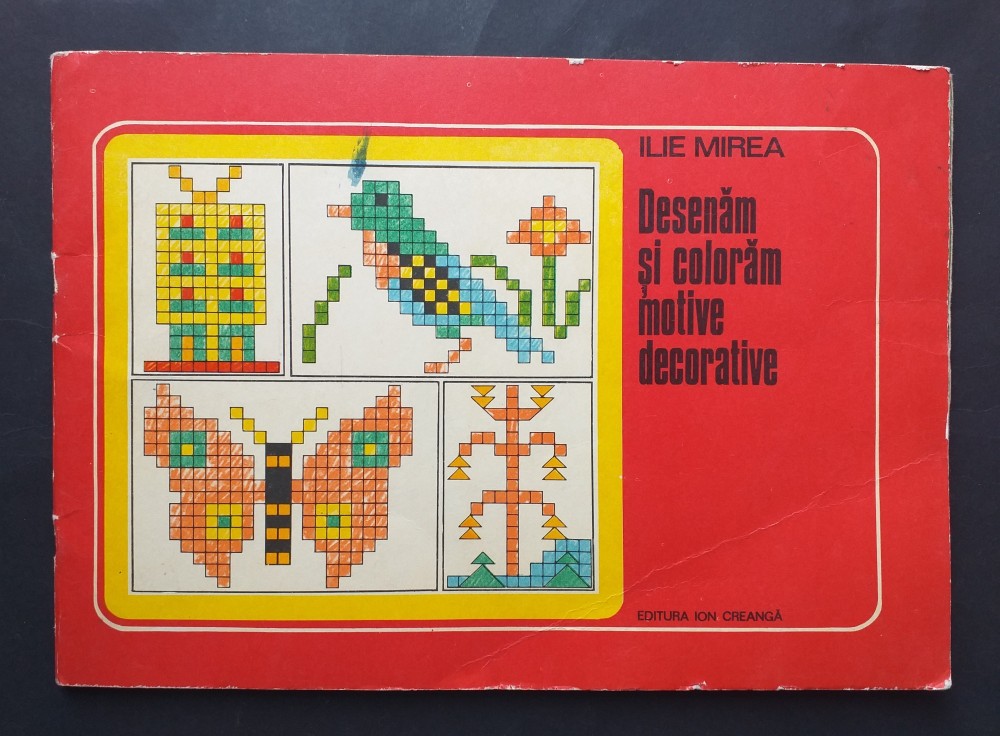 ILIE MIREA
Desenăm
și colorăm
motive
decorative
EDITURA ION CREANGĂ